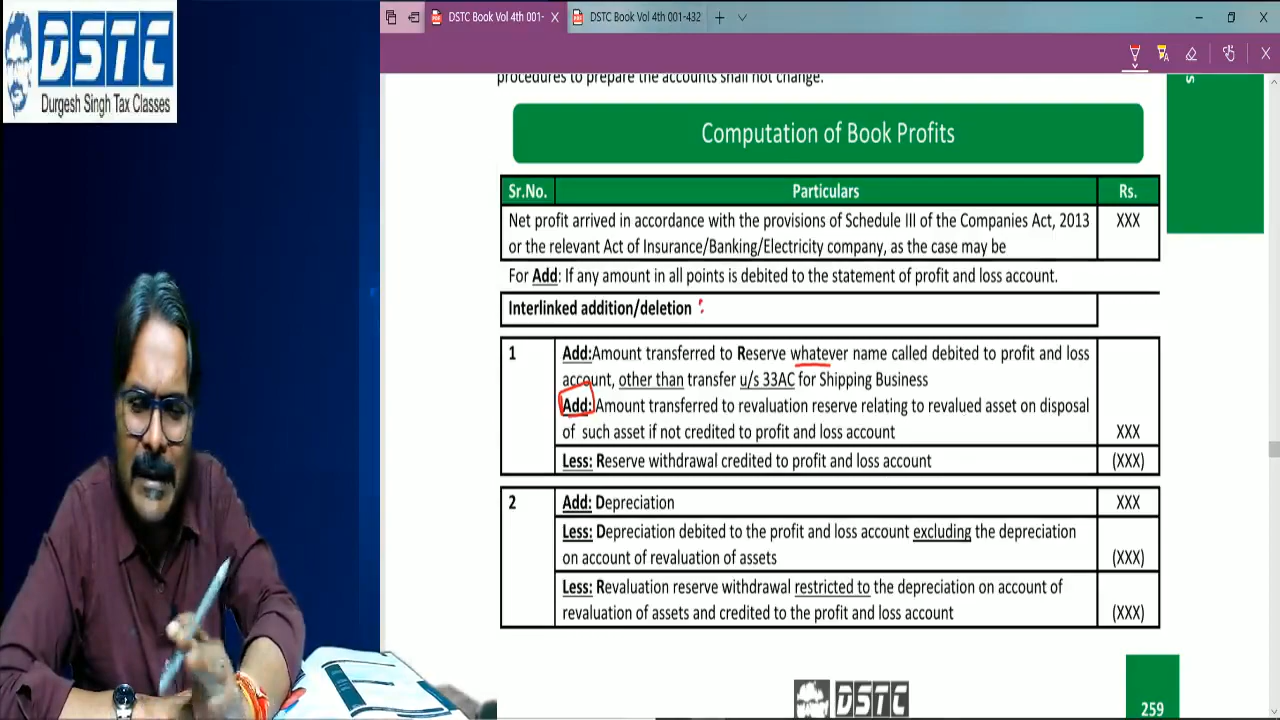 DSTC
Durgesh Singh Tax Classes
DSTC Book Vol 4th 001-
DSTC Book Vol 4th 001-432
procedures to prepare the accounts shall not change.
s
Computation of Book Profits
Sr.No. Particulars Rs.
Net profit arrived in accordance with the provisions of Schedule III of the Companies Act, 2013 XXX
or the relevant Act of Insurance/Banking/Electricity company, as the case may be
For Add: If any amount in all points is debited to the statement of profit and loss account.
Interlinked addition/deletion
1 Add:Amount transferred to Reserve whatever name called debited to profit and loss
account, other than transfer u/s 33AC for Shipping Business
Add: Amount transferred to revaluation reserve relating to revalued asset on disposal
of such asset if not credited to profit and loss account XXX
Less: Reserve withdrawal credited to profit and loss account (XXX)
2 Add: Depreciation XXX
Less: Depreciation debited to the profit and loss account excluding the depreciation
on account of revaluation of assets (XXX)
Less: Revaluation reserve withdrawal restricted to the depreciation on account of
revaluation of assets and credited to the profit and loss account (XXX)
DSTC
259